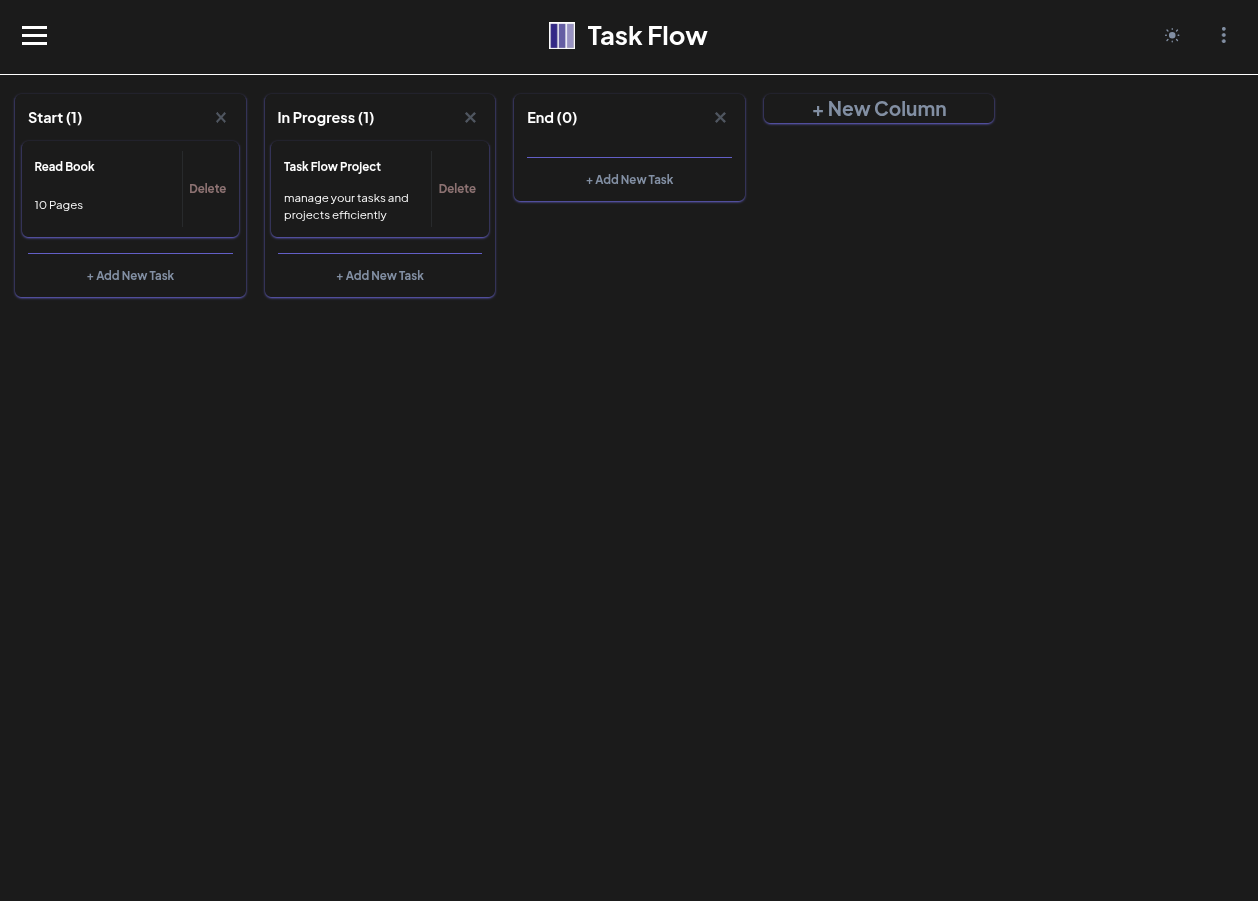 Task Flow
Start (1)
Read Book
10 Pages
Delete
+ Add New Task
In Progress (1)
Task Flow Project
manage your tasks and
projects efficiently
Delete
+ Add New Task
End (0)
+ Add New Task
+ New Column